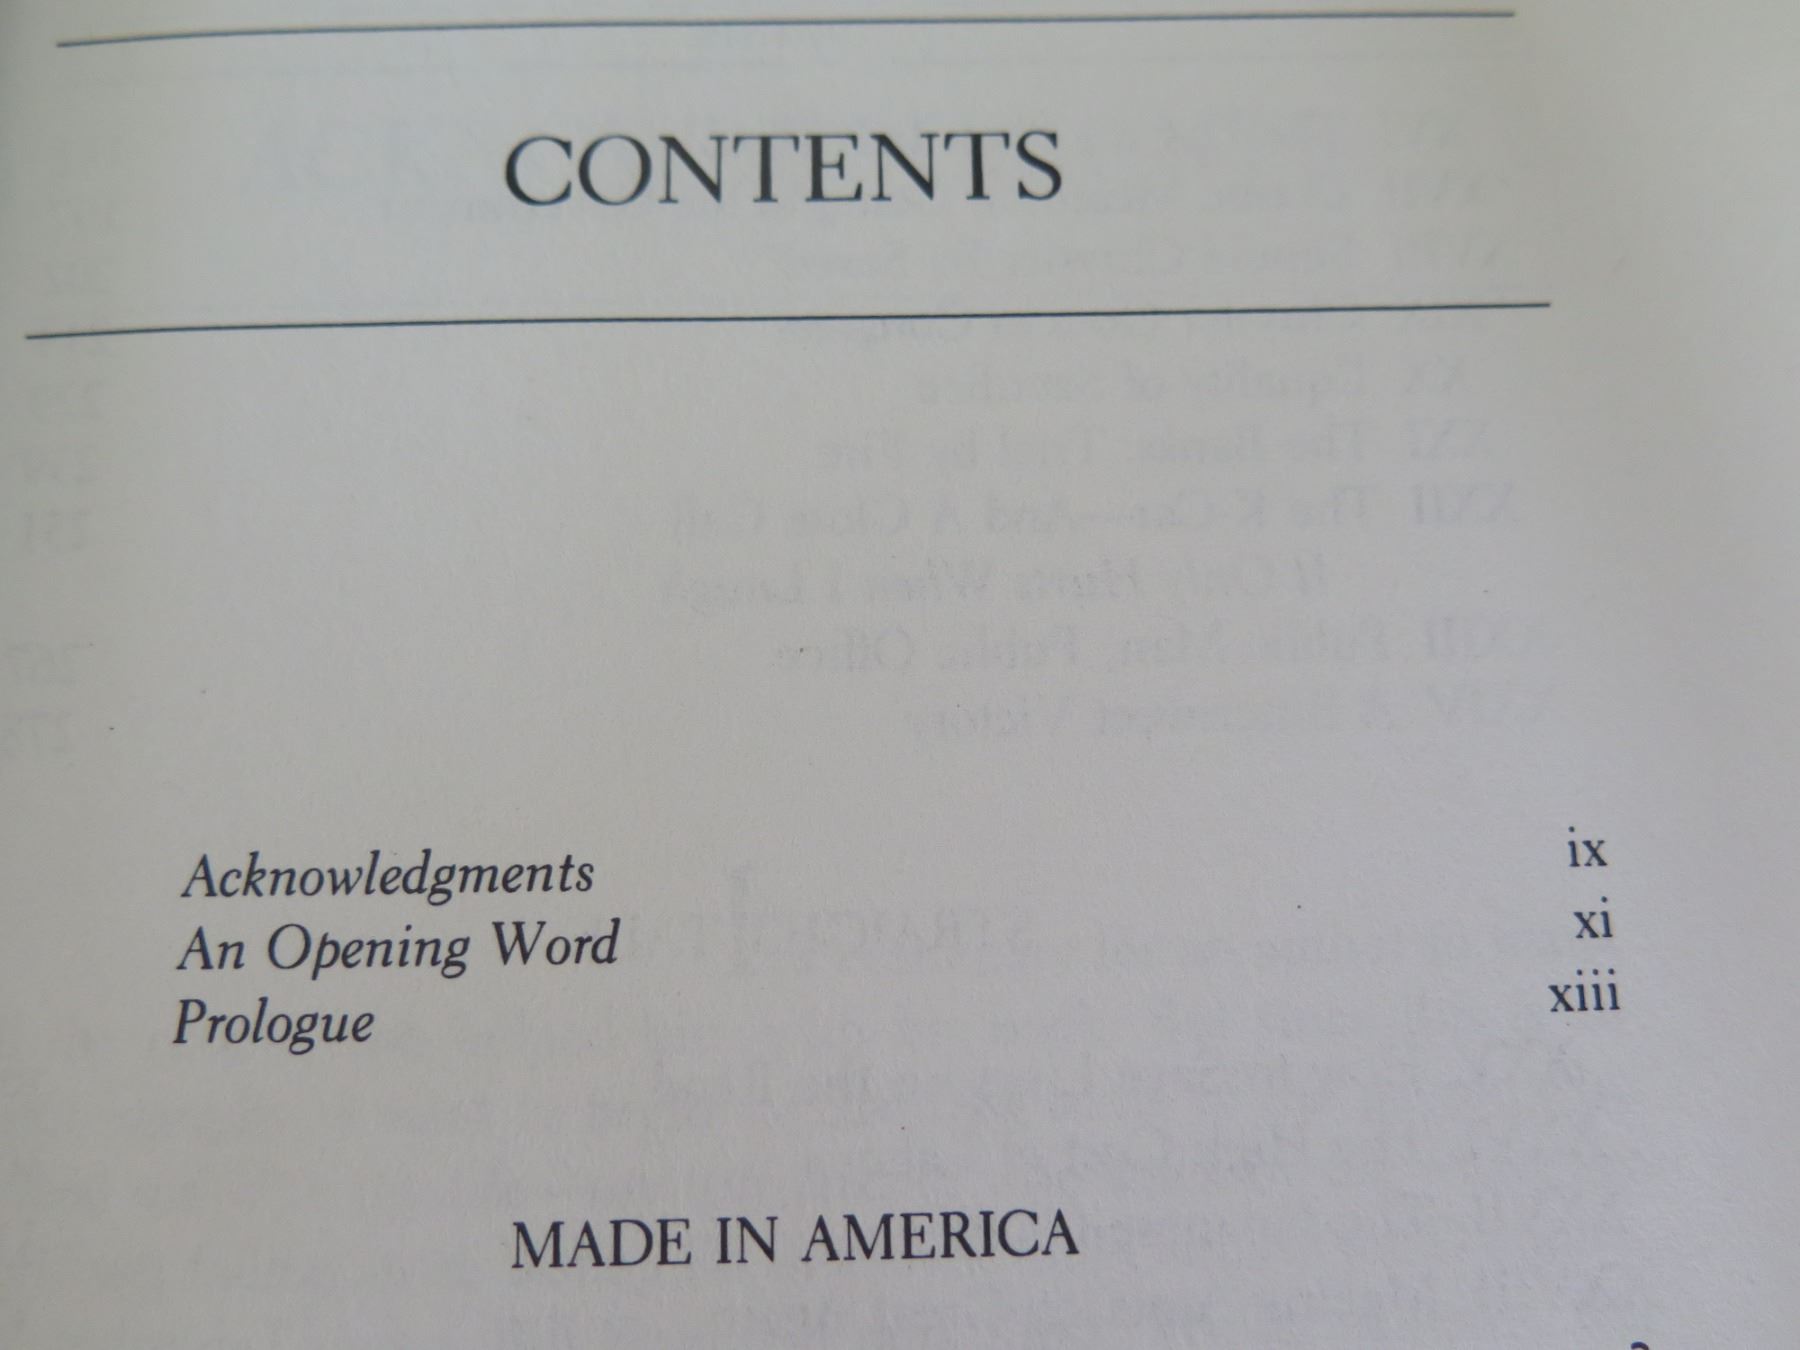 CONTENTS
Acknowledgments ix
An Opening Word xi
Prologue xiii
MADE IN AMERICA